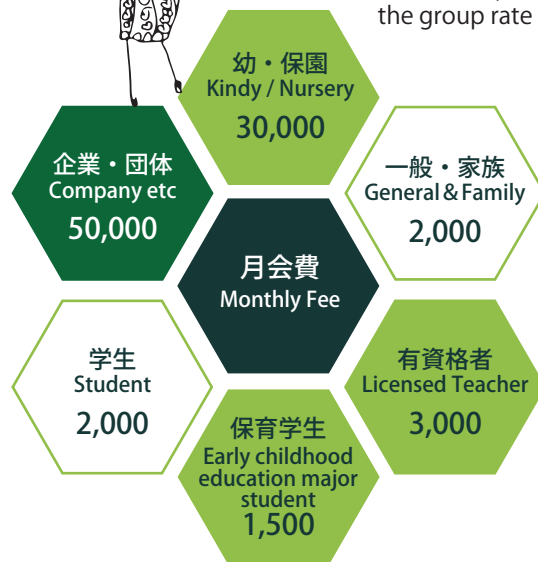 the group rate
幼・保園
Kindy / Nursery
30,000
企業・団体
Company etc
50,000
一般・家族
General & Family
2,000
月会費
Monthly Fee
学生
Student
2,000
有資格者
Licensed Teacher
3,000
保育学生
Early childhood
education major
student
1,500